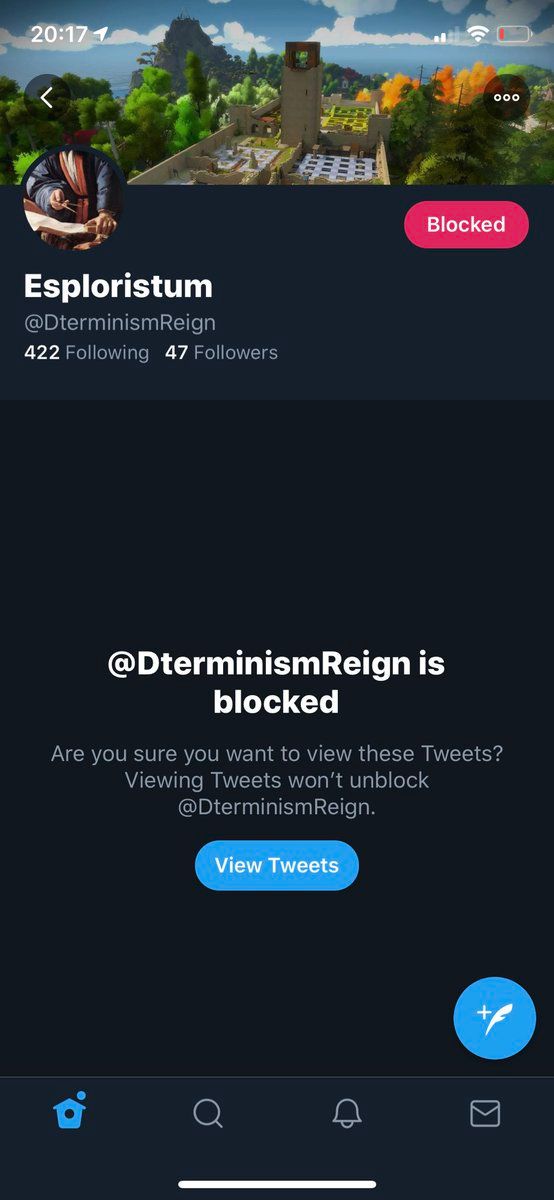 20:17
Blocked
Esploristum
@DterminismReign
422 Following 47 Followers
@DterminismReign is
blocked
Are you sure you want to view these Tweets?
Viewing Tweets won’t unblock
@DterminismReign.
View Tweets